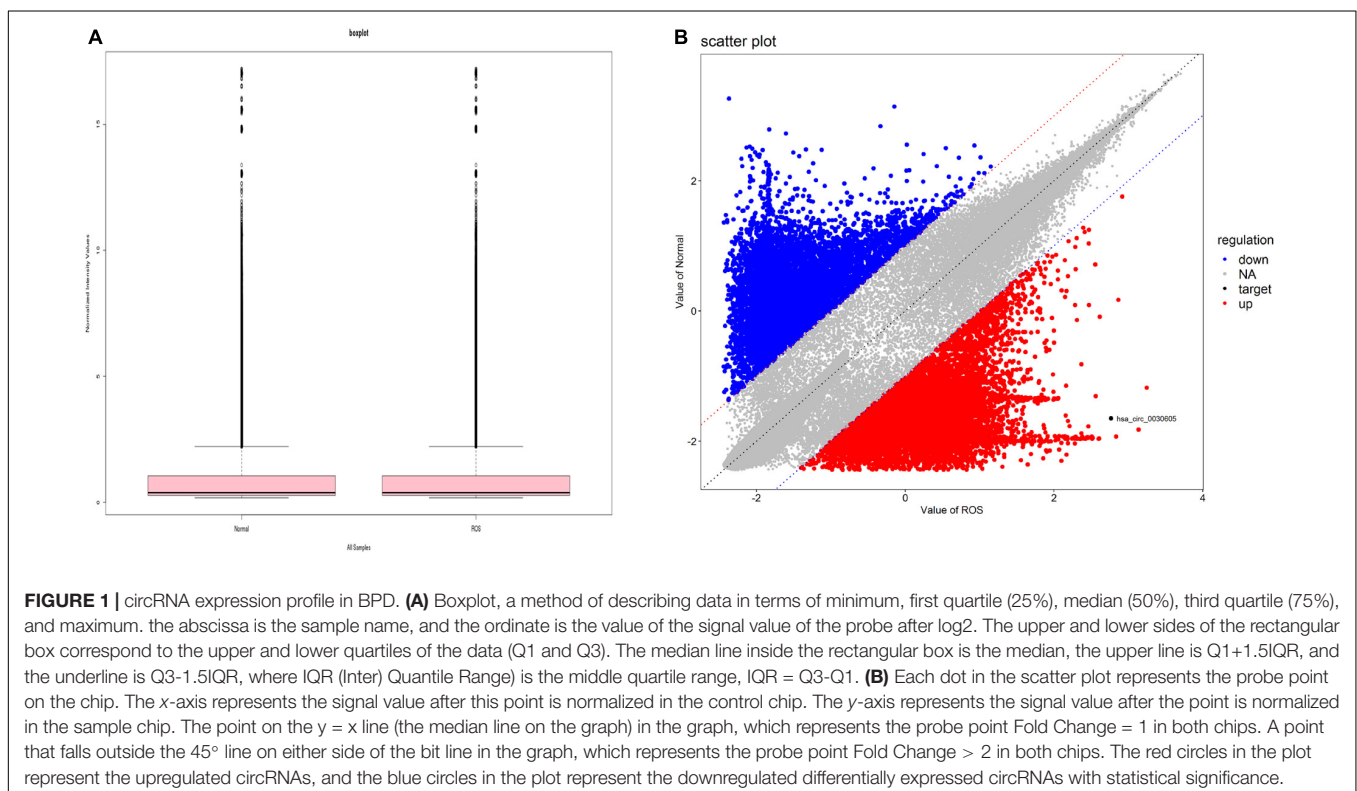 A
boxplot
Normalized Intensity Values
15
10
5
0
Normal
ROS
All Samples
B
scatter plot
Value of Normal
2
0
-2
-2
0
2
4
Value of ROS
hsa_circ_0030605
regulation
down
NA
target
up
FIGURE 1 | circRNA expression profile in BPD. (A) Boxplot, a method of describing data in terms of minimum, first quartile (25%), median (50%), third quartile (75%),
and maximum. the abscissa is the sample name, and the ordinate is the value of the signal value of the probe after log2. The upper and lower sides of the rectangular
box correspond to the upper and lower quartiles of the data (Q1 and Q3). The median line inside the rectangular box is the median, the upper line is Q1+1.5IQR, and
the underline is Q3-1.5IQR, where IQR (Inter) Quantile Range) is the middle quartile range, IQR = Q3-Q1. (B) Each dot in the scatter plot represents the probe point
on the chip. The x-axis represents the signal value after this point is normalized in the control chip. The y-axis represents the signal value after the point is normalized
in the sample chip. The point on the y = x line (the median line on the graph) in the graph, which represents the probe point Fold Change = 1 in both chips. A point
that falls outside the 45° line on either side of the bit line in the graph, which represents the probe point Fold Change > 2 in both chips. The red circles in the plot
represent the upregulated circRNAs, and the blue circles in the plot represent the downregulated differentially expressed circRNAs with statistical significance.